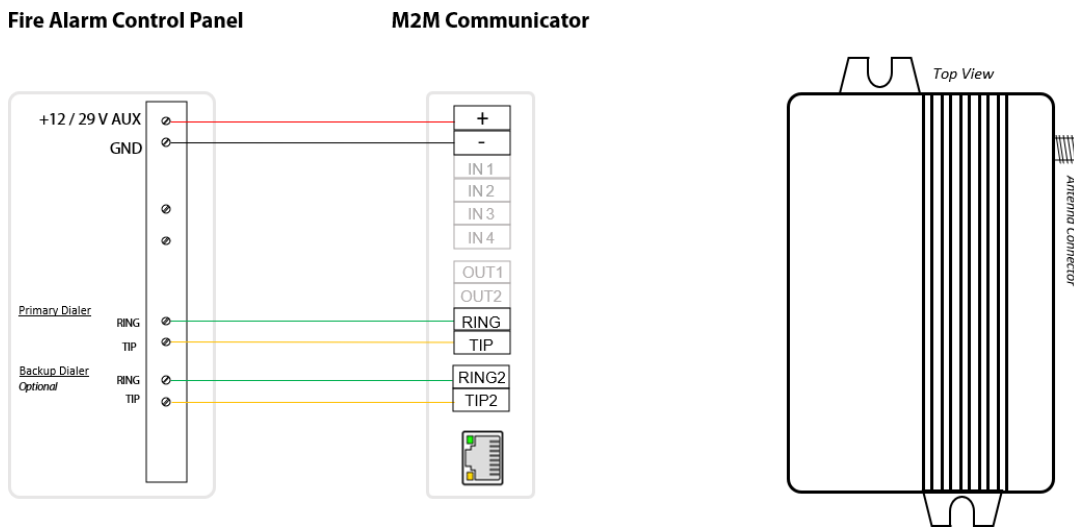 Fire Alarm Control Panel
M2M Communicator
Top View
+12 / 29 V AUX
GND
+
-
IN 1
IN 2
IN 3
IN 4
OUT1
OUT2
Primary Dialer
RING
TIP
RING
TIP
Backup Dialer
Optional
RING
TIP
RING2
TIP2
Antenna Connector